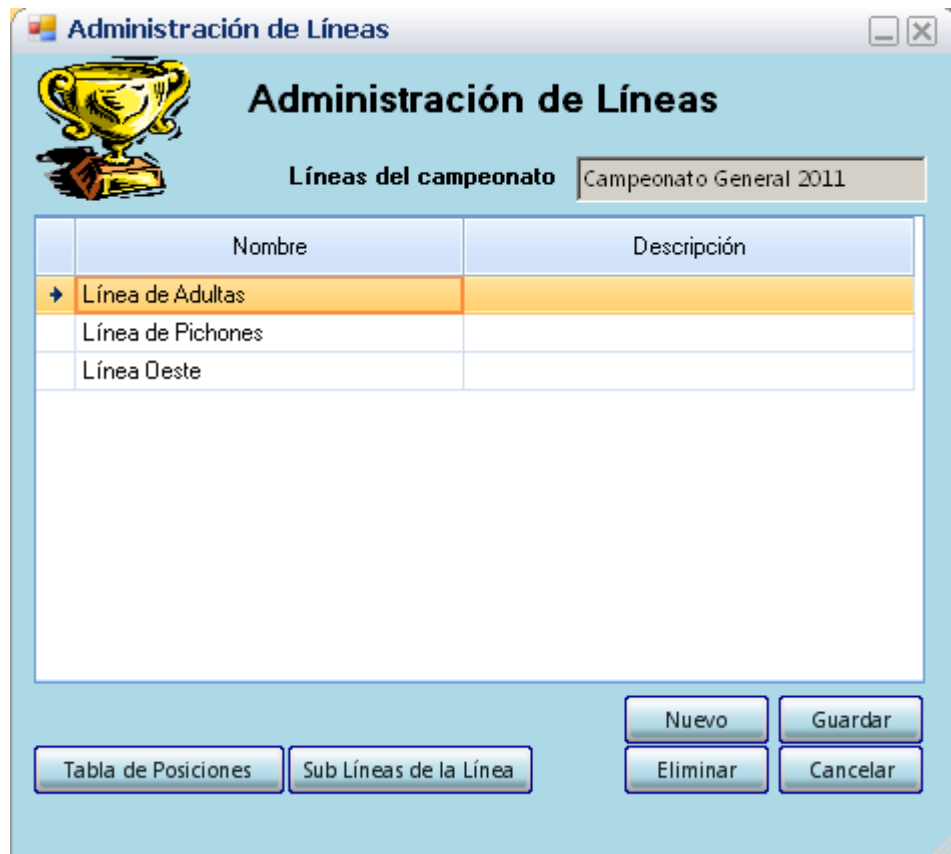 Administración de Líneas
Administración de Líneas
Líneas del campeonato Campeonato General 2011
Nombre Descripción
Línea de Adultas
Línea de Pichones
Línea Oeste
Nuevo Guardar
Tabla de Posiciones Sub Líneas de la Línea Eliminar Cancelar